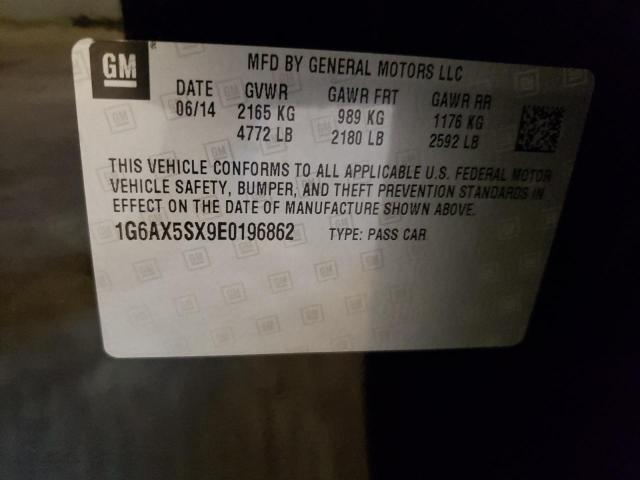 GM
MFD BY GENERAL MOTORS LLC
DATE GVWR GAWR FRT GAWR RR
06/14 2165 KG 989 KG 1176 KG
4772 LB 2180 LB 2592 LB
THIS VEHICLE CONFORMS TO ALL APPLICABLE U.S. FEDERAL MOTOR
VEHICLE SAFETY, BUMPER, AND THEFT PREVENTION STANDARDS IN
EFFECT ON THE DATE OF MANUFACTURE SHOWN ABOVE.
1G6AX5SX9E0196862 TYPE: PASS CAR